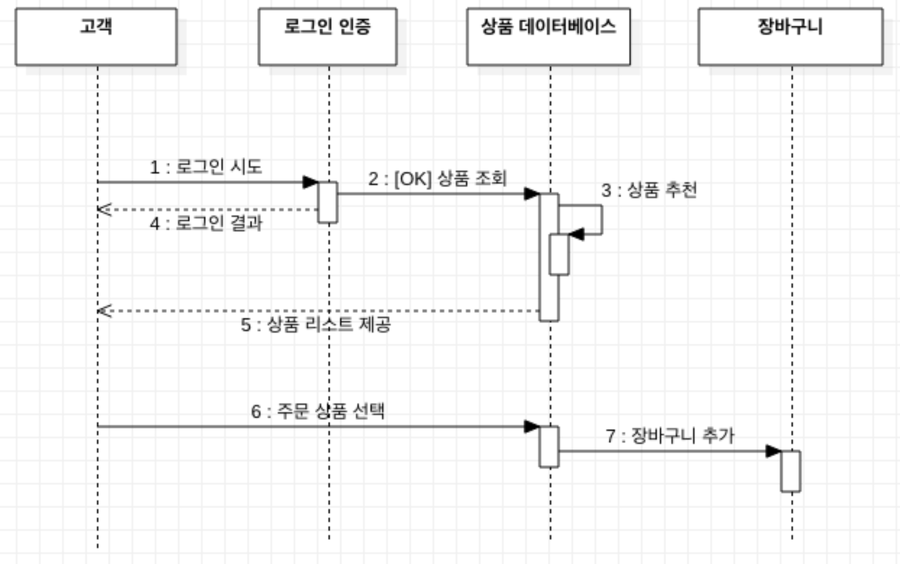 고객
로그인 인증
상품 데이터베이스
장바구니
1 : 로그인 시도
2 : [OK] 상품 조회
3 : 상품 추천
4 : 로그인 결과
5 : 상품 리스트 제공
6 : 주문 상품 선택
7 : 장바구니 추가